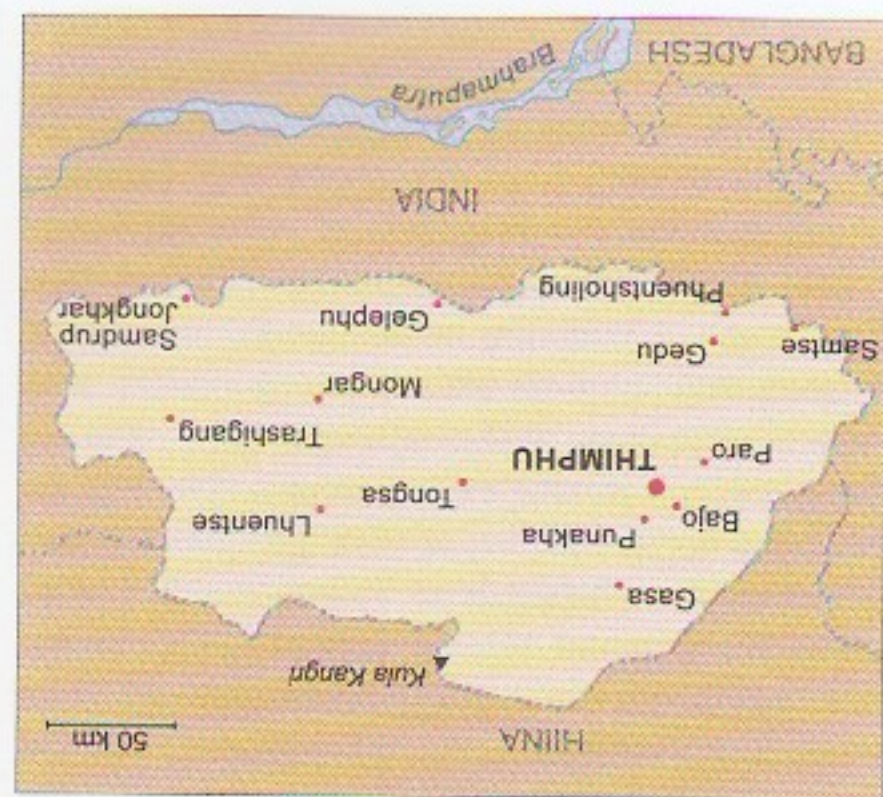 HIINA
50 km
Kula Kangri
Gasa
Punakha
Bajo
Lhuentse
Tongsa
THIMPHU
Paro
Trashigang
Mongar
Gedu
Samtse
Gelephu
Samdrup
Jongkhar
Phuentsholing
INDIA
Brahmaputra
BANGLADESH